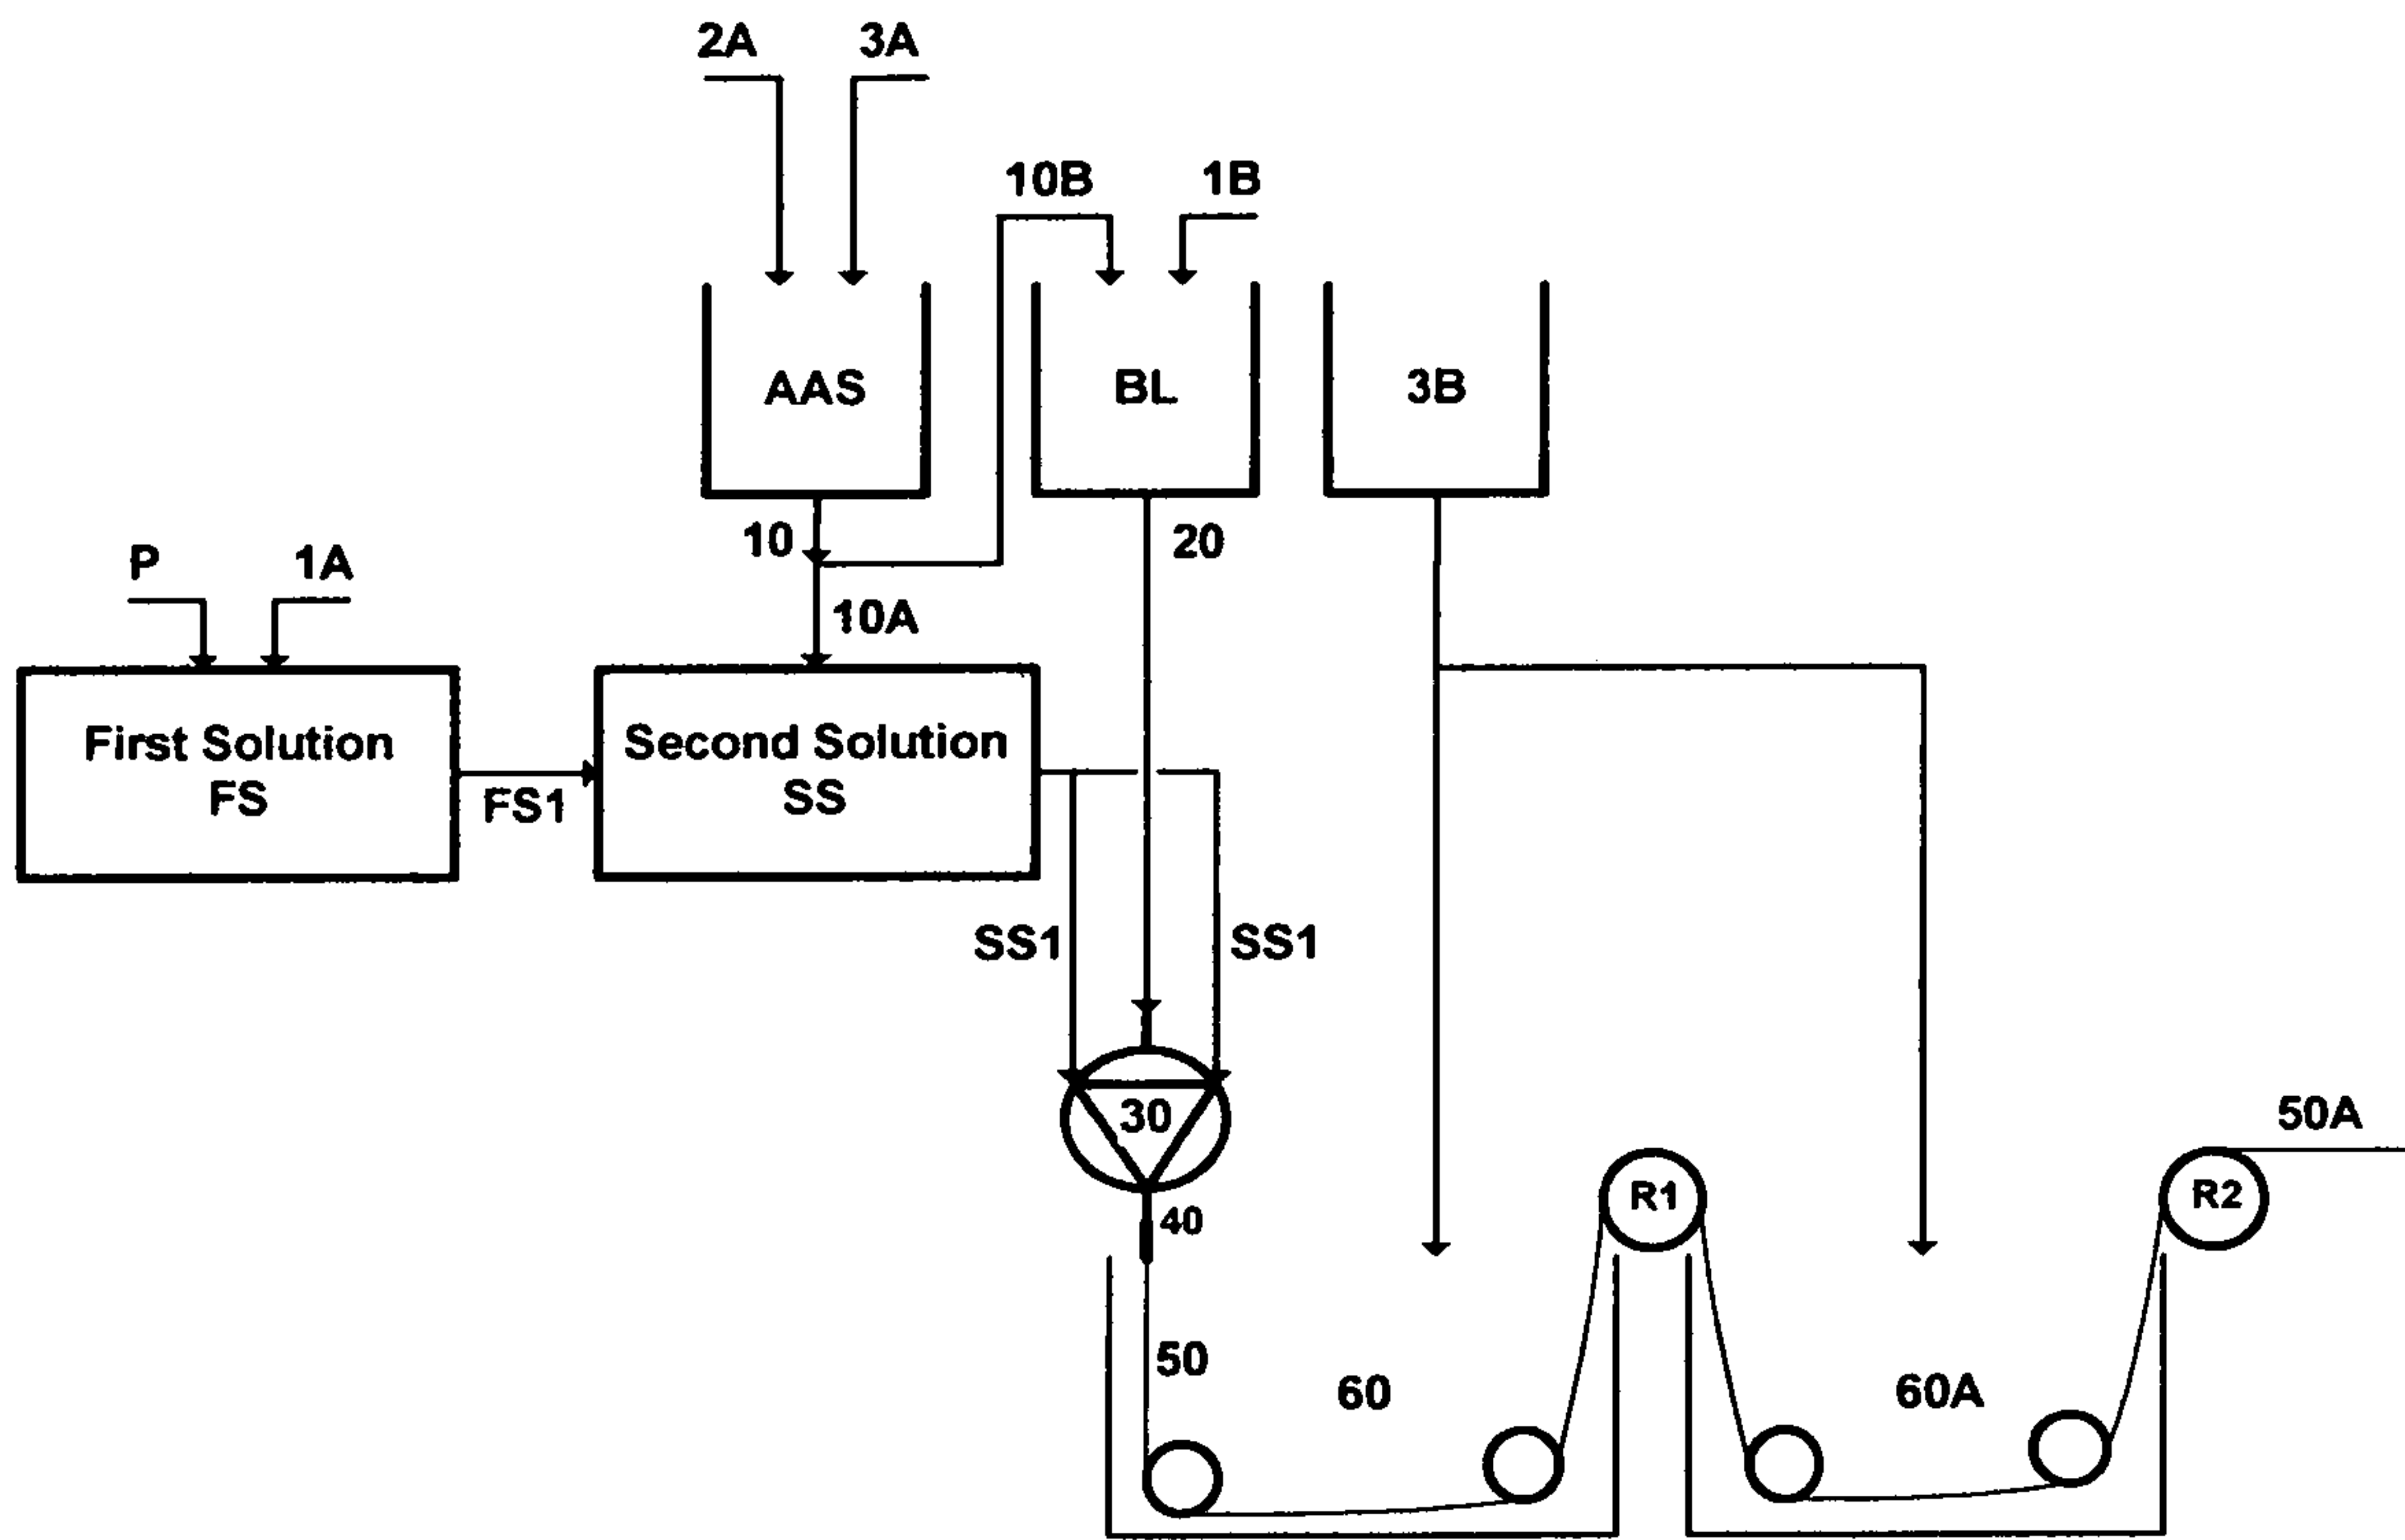 2A 3A
10B 1B
AAS BL 3B
10 20
P 1A
10A
First Solution
FS
Second Solution
SS
FS1
SS1 SS1
30
50A
R1 R2
40
50 60 60A